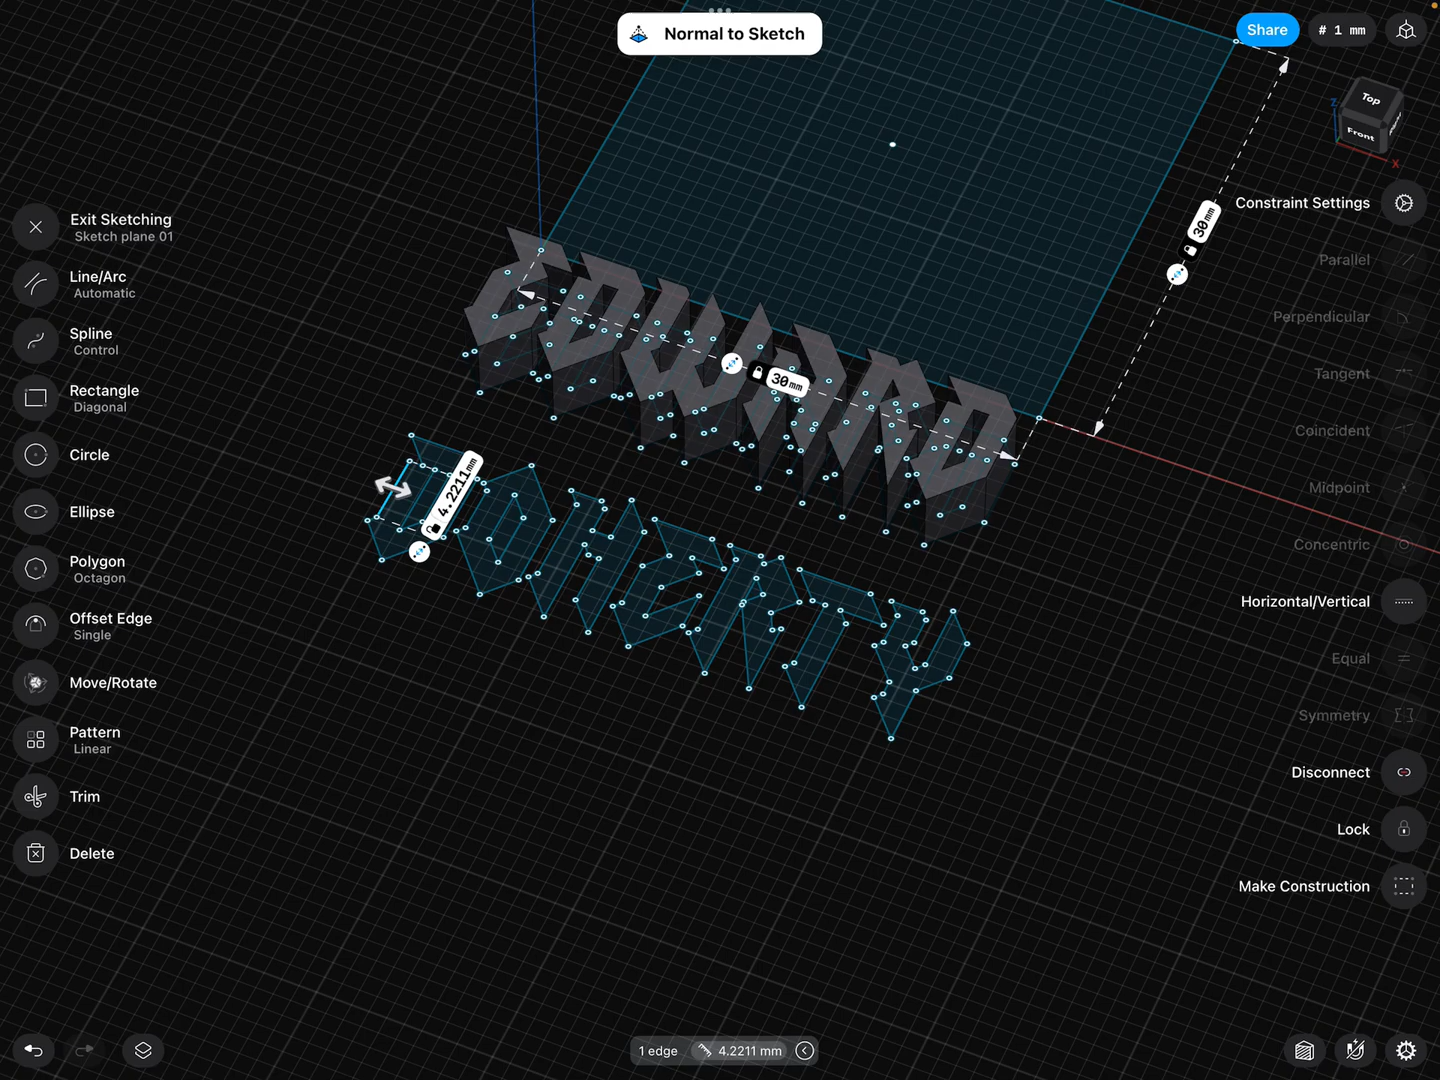 Normal to Sketch
Share
# 1 mm
Top
Front
Z
X
Exit Sketching
Sketch plane 01
Line/Arc
Automatic
Spline
Control
Rectangle
Diagonal
Circle
Ellipse
Polygon
Octagon
Offset Edge
Single
Move/Rotate
Pattern
Linear
Trim
Delete
EDWARD
DOHERTY
30 mm
30 mm
4.2211 mm
Constraint Settings
Parallel
Perpendicular
Tangent
Coincident
Midpoint
Concentric
Horizontal/Vertical
Equal
Symmetry
Disconnect
Lock
Make Construction
1 edge
4.2211 mm